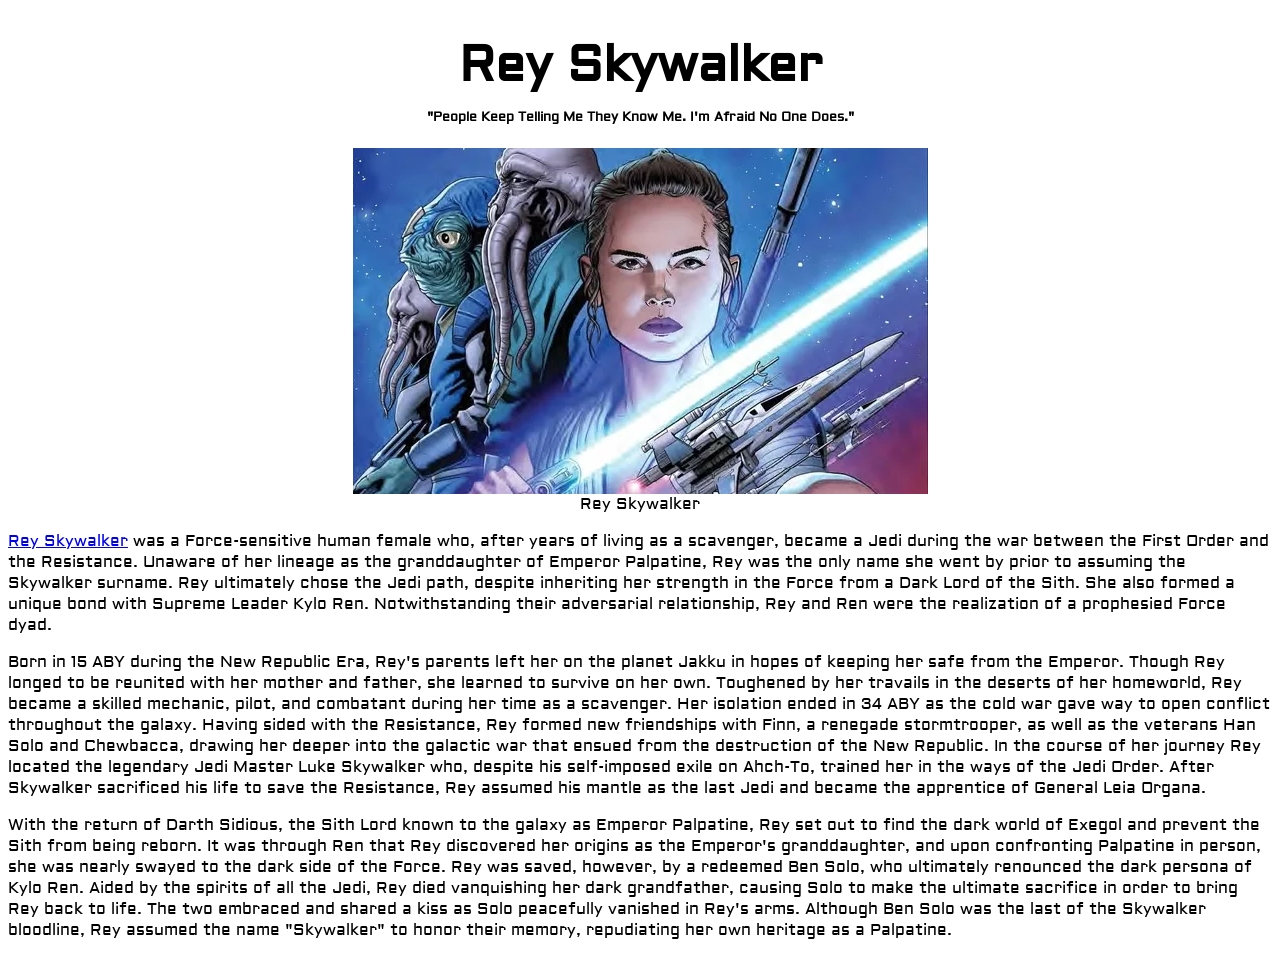 Rey Skywalker
"People Keep Telling Me They Know Me. I'm Afraid No One Does."
Rey Skywalker
Rey Skywalker was a Force-sensitive human female who, after years of living as a scavenger, became a Jedi during the war between the First Order and
the Resistance. Unaware of her lineage as the granddaughter of Emperor Palpatine, Rey was the only name she went by prior to assuming the
Skywalker surname. Rey ultimately chose the Jedi path, despite inheriting her strength in the Force from a Dark Lord of the Sith. She also formed a
unique bond with Supreme Leader Kylo Ren. Notwithstanding their adversarial relationship, Rey and Ren were the realization of a prophesied Force
dyad.
Born in 15 ABY during the New Republic Era, Rey's parents left her on the planet Jakku in hopes of keeping her safe from the Emperor. Though Rey
longed to be reunited with her mother and father, she learned to survive on her own. Toughened by her travails in the deserts of her homeworld, Rey
became a skilled mechanic, pilot, and combatant during her time as a scavenger. Her isolation ended in 34 ABY as the cold war gave way to open conflict
throughout the galaxy. Having sided with the Resistance, Rey formed new friendships with Finn, a renegade stormtrooper, as well as the veterans Han
Solo and Chewbacca, drawing her deeper into the galactic war that ensued from the destruction of the New Republic. In the course of her journey Rey
located the legendary Jedi Master Luke Skywalker who, despite his self-imposed exile on Ahch-To, trained her in the ways of the Jedi Order. After
Skywalker sacrificed his life to save the Resistance, Rey assumed his mantle as the last Jedi and became the apprentice of General Leia Organa.
With the return of Darth Sidious, the Sith Lord known to the galaxy as Emperor Palpatine, Rey set out to find the dark world of Exegol and prevent the
Sith from being reborn. It was through Ren that Rey discovered her origins as the Emperor's granddaughter, and upon confronting Palpatine in person,
she was nearly swayed to the dark side of the Force. Rey was saved, however, by a redeemed Ben Solo, who ultimately renounced the dark persona of
Kylo Ren. Aided by the spirits of all the Jedi, Rey died vanquishing her dark grandfather, causing Solo to make the ultimate sacrifice in order to bring
Rey back to life. The two embraced and shared a kiss as Solo peacefully vanished in Rey's arms. Although Ben Solo was the last of the Skywalker
bloodline, Rey assumed the name "Skywalker" to honor their memory, repudiating her own heritage as a Palpatine.